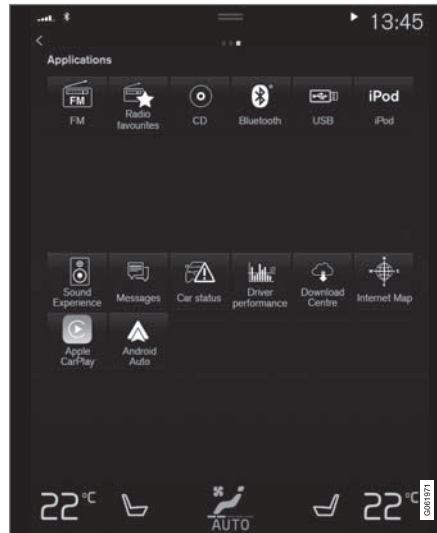 13:45
Applications
FM
iPod
FM
Radio
favourites
CD
Bluetooth
USB
iPod
Sound
Experience
Messages
Car status
Driver
performance
Download
Centre
Internet Map
Apple
CarPlay
Android
Auto
22°C
AUTO
22°C
G061971